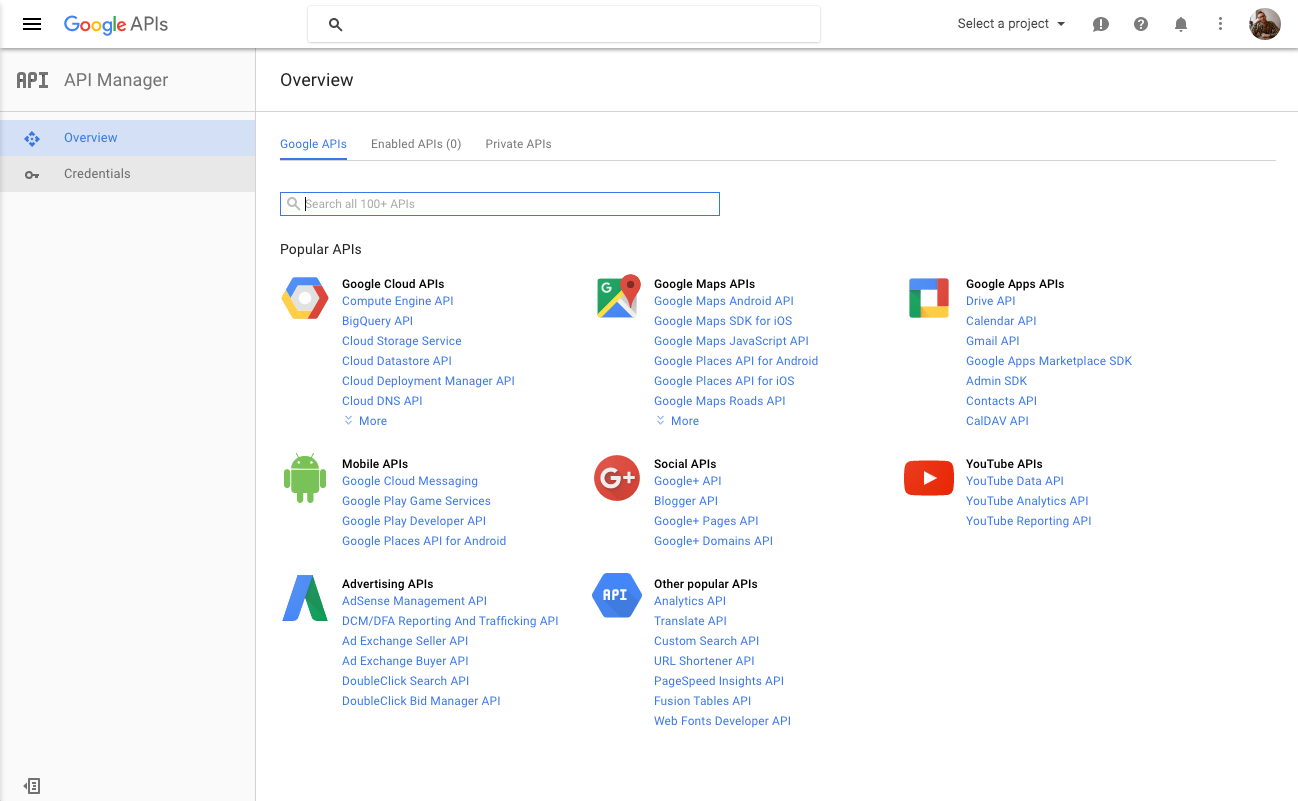 Google APIs
Select a project
API API Manager
Overview
Overview
Credentials
Google APIs Enabled APIs (0) Private APIs
Search all 100+ APIs
Popular APIs
Google Cloud APIs
Compute Engine API
BigQuery API
Cloud Storage Service
Cloud Datastore API
Cloud Deployment Manager API
Cloud DNS API
More
G
Google Maps APIs
Google Maps Android API
Google Maps SDK for iOS
Google Maps JavaScript API
Google Places API for Android
Google Places API for iOS
Google Maps Roads API
More
Google Apps APIs
Drive API
Calendar API
Gmail API
Google Apps Marketplace SDK
Admin SDK
Contacts API
CalDAV API
Mobile APIs
Google Cloud Messaging
Google Play Game Services
Google Play Developer API
Google Places API for Android
G+
Social APIs
Google+ API
Blogger API
Google+ Pages API
Google+ Domains API
YouTube APIs
YouTube Data API
YouTube Analytics API
YouTube Reporting API
Advertising APIs
AdSense Management API
DCM/DFA Reporting And Trafficking API
Ad Exchange Seller API
Ad Exchange Buyer API
DoubleClick Search API
DoubleClick Bid Manager API
API
Other popular APIs
Analytics API
Translate API
Custom Search API
URL Shortener API
PageSpeed Insights API
Fusion Tables API
Web Fonts Developer API